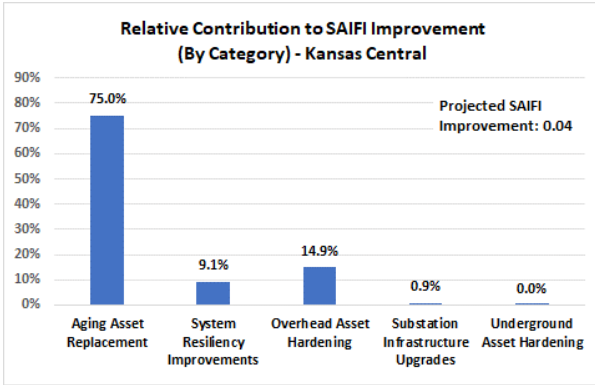 Relative Contribution to SAIFI Improvement
(By Category) - Kansas Central
90%
80%
70%
60%
50%
40%
30%
20%
10%
0%
75.0%
9.1%
14.9%
0.9%
0.0%
Projected SAIFI
Improvement: 0.04
Aging Asset
Replacement
System
Resiliency
Improvements
Overhead Asset
Hardening
Substation
Infrastructure
Upgrades
Underground
Asset Hardening